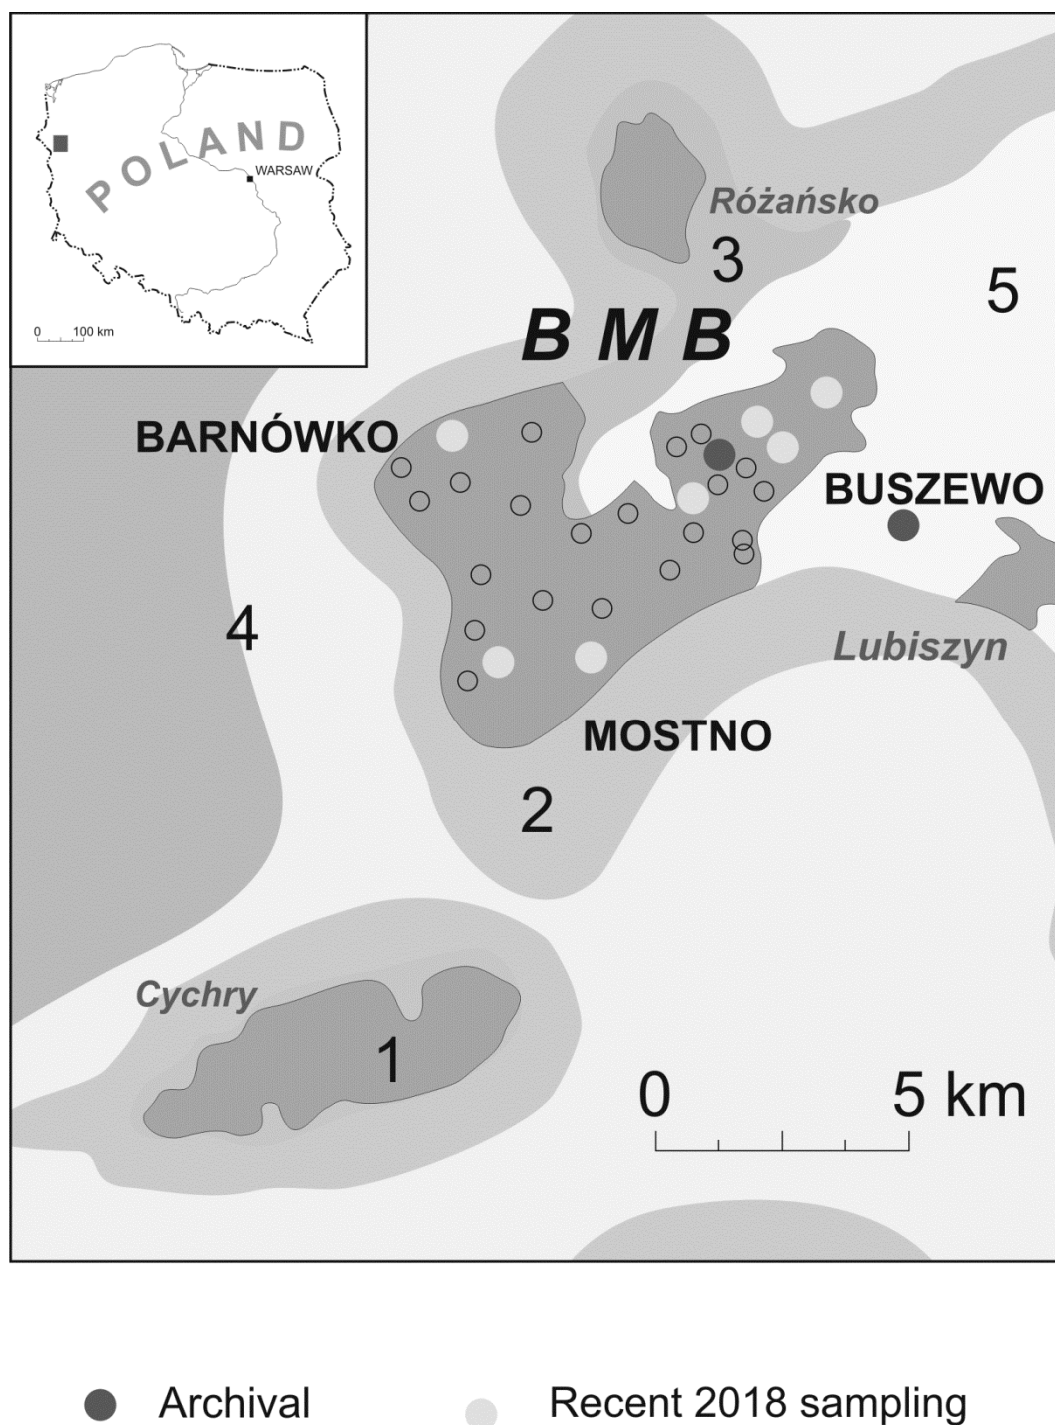 POLAND
WARSAW
0 100 km
Różańsko
3
5
B M B
BARNÓWKO
BUSZEWO
4
Lubiszyn
MOSTNO
2
Cychry
1
0 5 km
Archival
Recent 2018 sampling